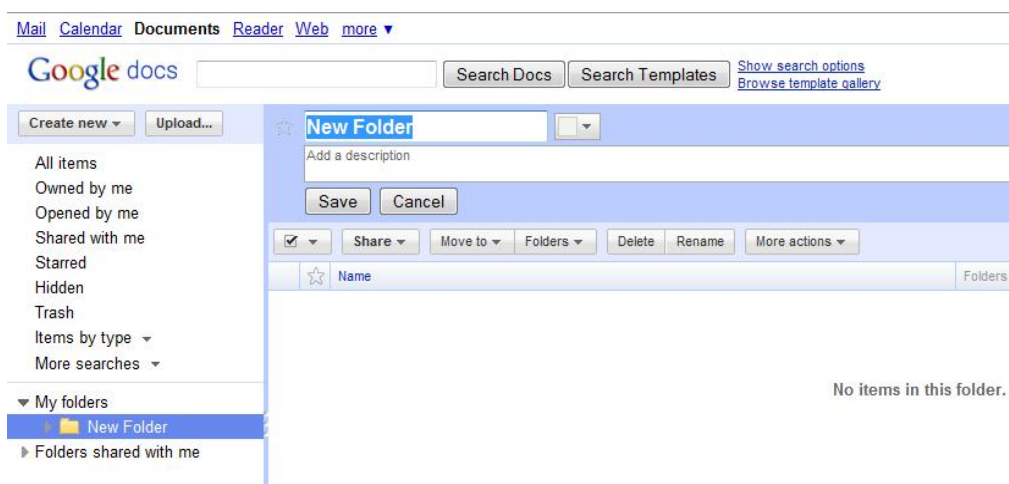 Mail Calendar Documents Reader Web more ▼
Google docs Search Docs Search Templates Show search options
Browse template gallery
Create new Upload...
New Folder
Add a description
Save Cancel
All items
Owned by me
Opened by me
Shared with me
Starred
Hidden
Trash
Items by type
More searches
My folders
New Folder
Folders shared with me
Share Move to Folders Delete Rename More actions
Name Folders
No items in this folder.